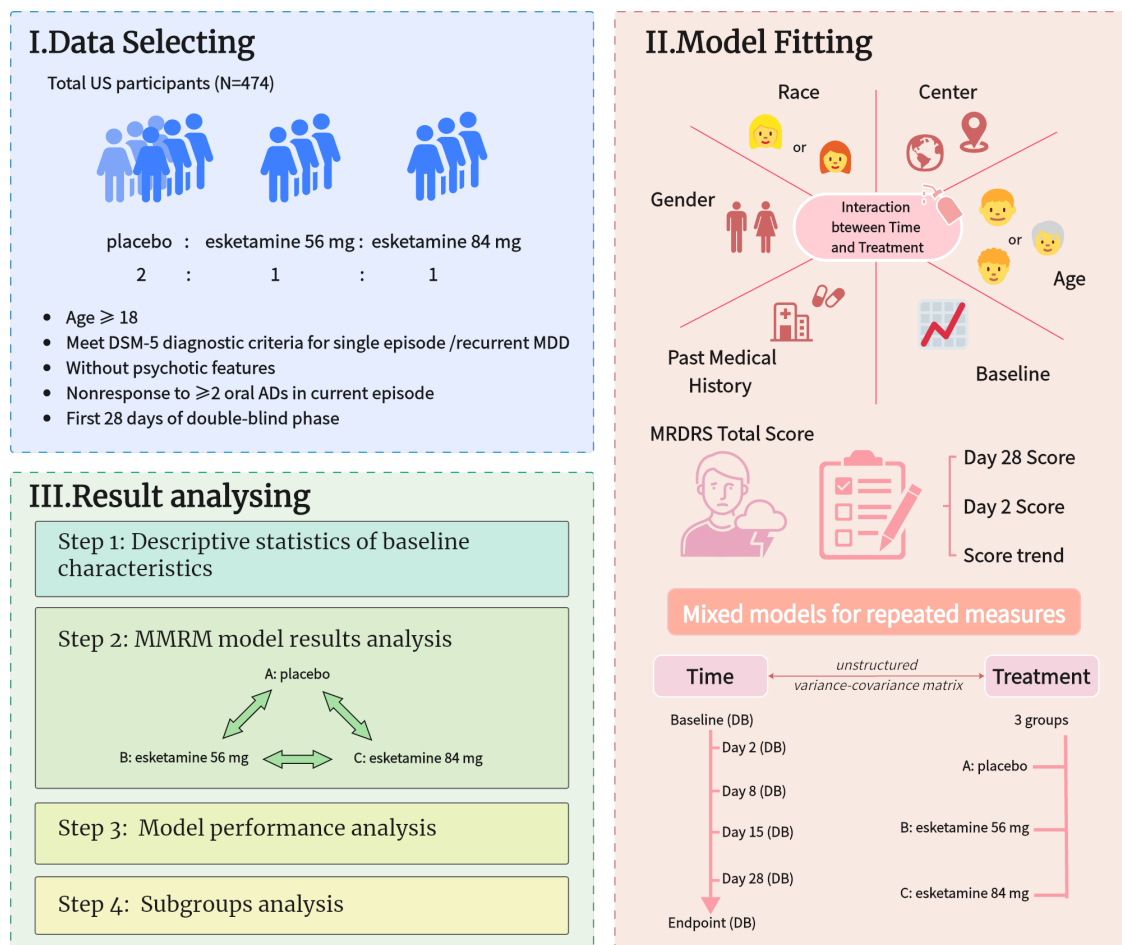 I.Data Selecting
Total US participants (N=474)
placebo : esketamine 56 mg : esketamine 84 mg
2 : 1 : 1
• Age ⩾ 18
• Meet DSM-5 diagnostic criteria for single episode /recurrent MDD
• Without psychotic features
• Nonresponse to ⩾2 oral ADs in current episode
• First 28 days of double-blind phase
II.Model Fitting
Race
Center
or
Gender
Interaction
bteween Time
and Treatment
or
Age
Past Medical
History
Baseline
MRDRS Total Score
Day 28 Score
Day 2 Score
Score trend
Mixed models for repeated measures
Time
unstructured
variance-covariance matrix
Treatment
Baseline (DB)
Day 2 (DB)
Day 8 (DB)
Day 15 (DB)
Day 28 (DB)
Endpoint (DB)
3 groups
A: placebo
B: esketamine 56 mg
C: esketamine 84 mg
III.Result analysing
Step 1: Descriptive statistics of baseline
characteristics
Step 2: MMRM model results analysis
A: placebo
B: esketamine 56 mg
C: esketamine 84 mg
Step 3: Model performance analysis
Step 4: Subgroups analysis